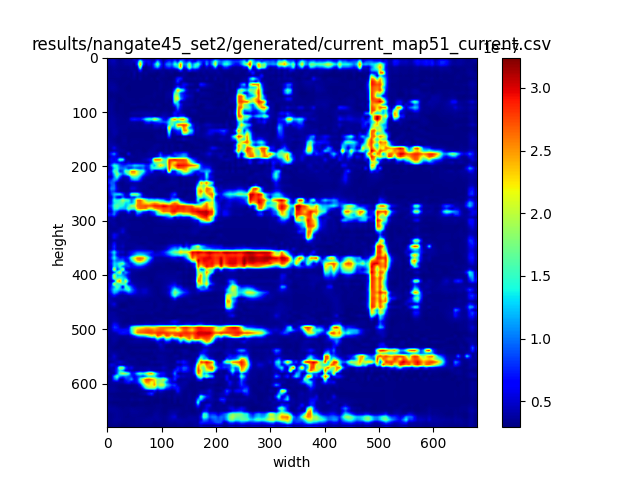 results/nangate45_set2/generated/current_map51_current.csv
1e−7
0
100
200
300
400
500
600
height
0 100 200 300 400 500 600
width
3.0
2.5
2.0
1.5
1.0
0.5